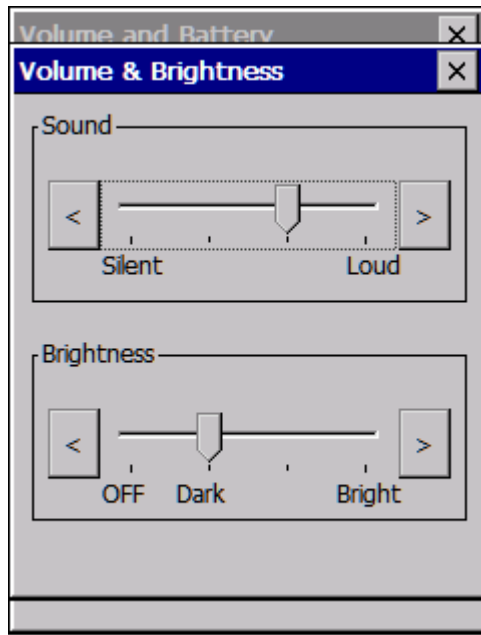 Volume and Battery
Volume & Brightness
Sound
< >
Silent Loud
Brightness
< >
OFF Dark Bright